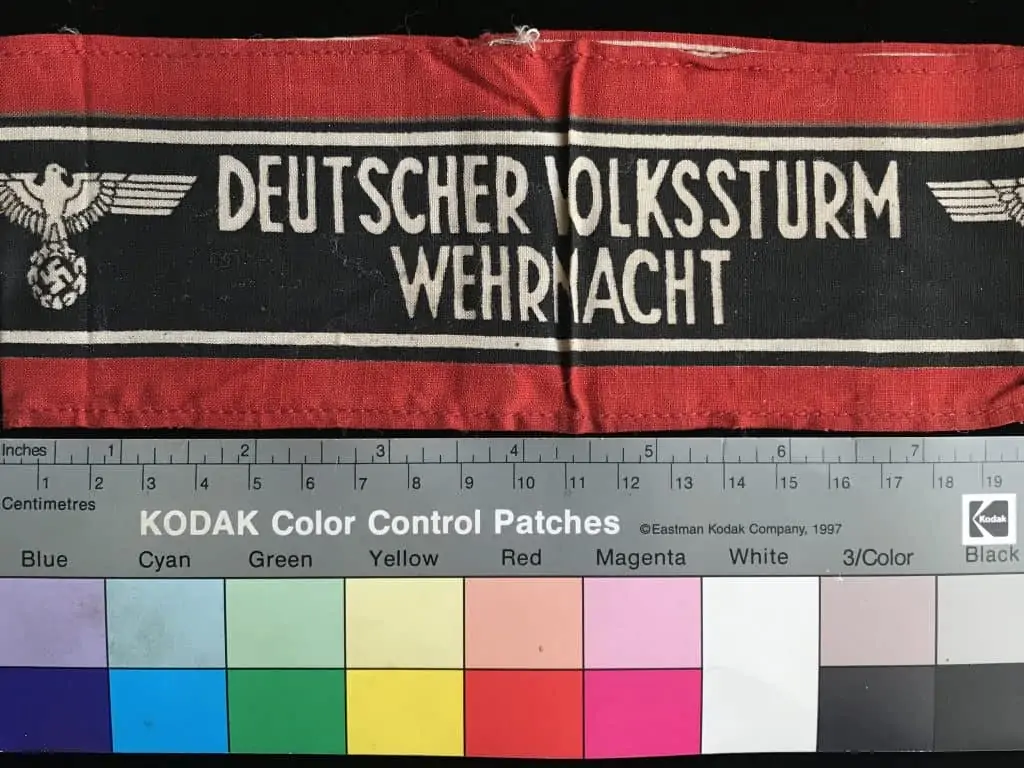 DEUTSCHER VOLKSSTURM
WEHRMACHT
Inches 1 2 3 4 5 6 7
1 2 3 4 5 6 7 8 9 10 11 12 13 14 15 16 17 18 19
Centimetres
KODAK Color Control Patches ©Eastman Kodak Company, 1997 Kodak
Blue Cyan Green Yellow Red Magenta White 3/Color Black